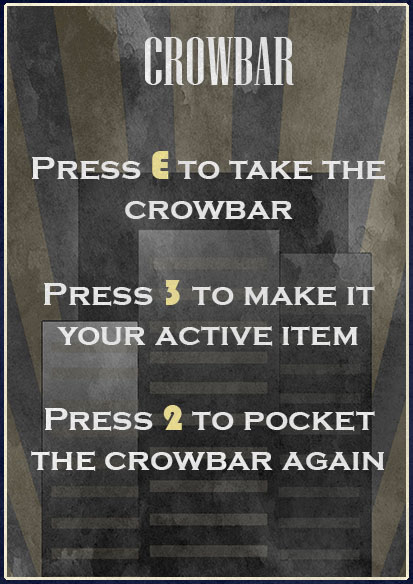 CROWBAR
PRESS E TO TAKE THE
CROWBAR
PRESS 3 TO MAKE IT
YOUR ACTIVE ITEM
PRESS 2 TO POCKET
THE CROWBAR AGAIN